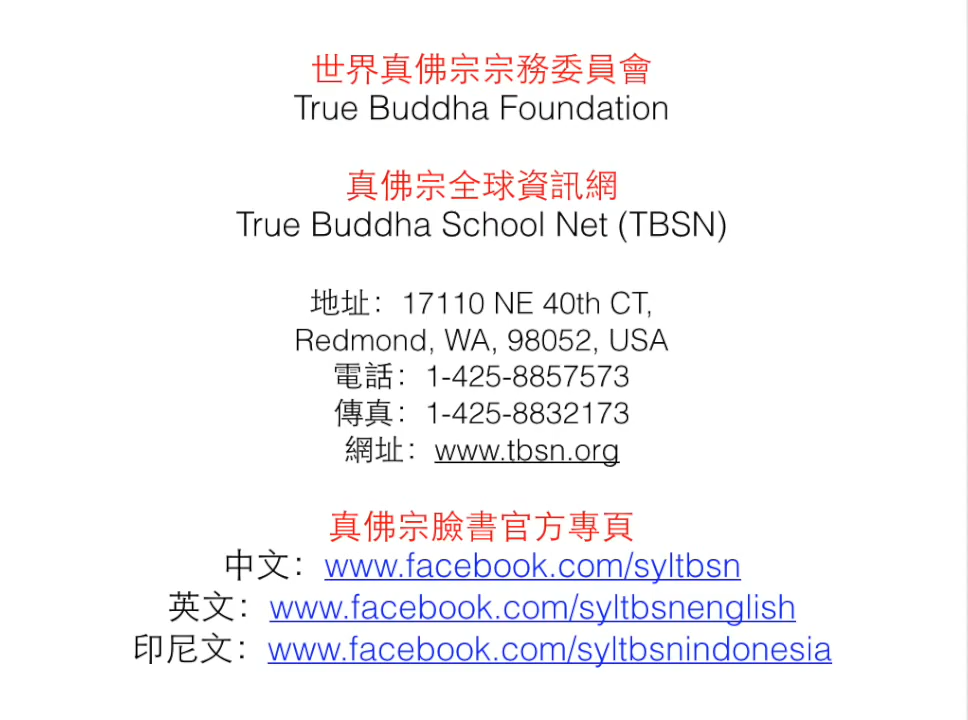 世界真佛宗宗務委員會
True Buddha Foundation
真佛宗全球資訊網
True Buddha School Net (TBSN)
地址：17110 NE 40th CT,
Redmond, WA, 98052, USA
電話：1-425-8857573
傳真：1-425-8832173
網址：www.tbsn.org
真佛宗臉書官方專頁
中文：www.facebook.com/syltbsn
英文：www.facebook.com/syltbsnenglish
印尼文：www.facebook.com/syltbsnindonesia